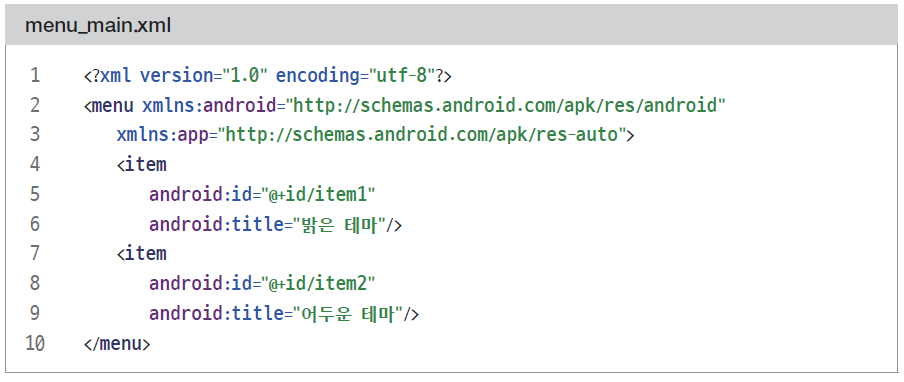 menu_main.xml
1 <?xml version="1.0" encoding="utf-8"?>
2 <menu xmlns:android="http://schemas.android.com/apk/res/android"
3 xmlns:app="http://schemas.android.com/apk/res-auto">
4 <item
5 android:id="@+id/item1"
6 android:title="밝은 테마"/>
7 <item
8 android:id="@+id/item2"
9 android:title="어두운 테마"/>
10 </menu>